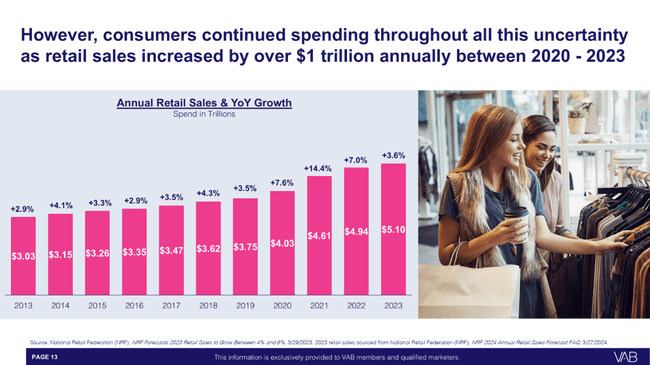 However, consumers continued spending throughout all this uncertainty
as retail sales increased by over $1 trillion annually between 2020 - 2023
Annual Retail Sales & YoY Growth
Spend in Trillions
+2.9% +4.1% +3.3% +2.9% +3.5% +4.3% +3.5% +7.6% +14.4% +7.0% +3.6%
$3.03 $3.15 $3.26 $3.35 $3.47 $3.62 $3.75 $4.03 $4.61 $4.94 $5.10
2013 2014 2015 2016 2017 2018 2019 2020 2021 2022 2023
Source: National Retail Federation (NRF), NRF Forecasts 2023 Retail Sales to Grow Between 4% and 6%, 3/29/2023. 2023 retail sales sourced from National Retail Federation (NRF), NRF 2024 Annual Retail Sales Forecast FAQ, 3/27/2024.
PAGE 13
This information is exclusively provided to VAB members and qualified marketers.
VAB